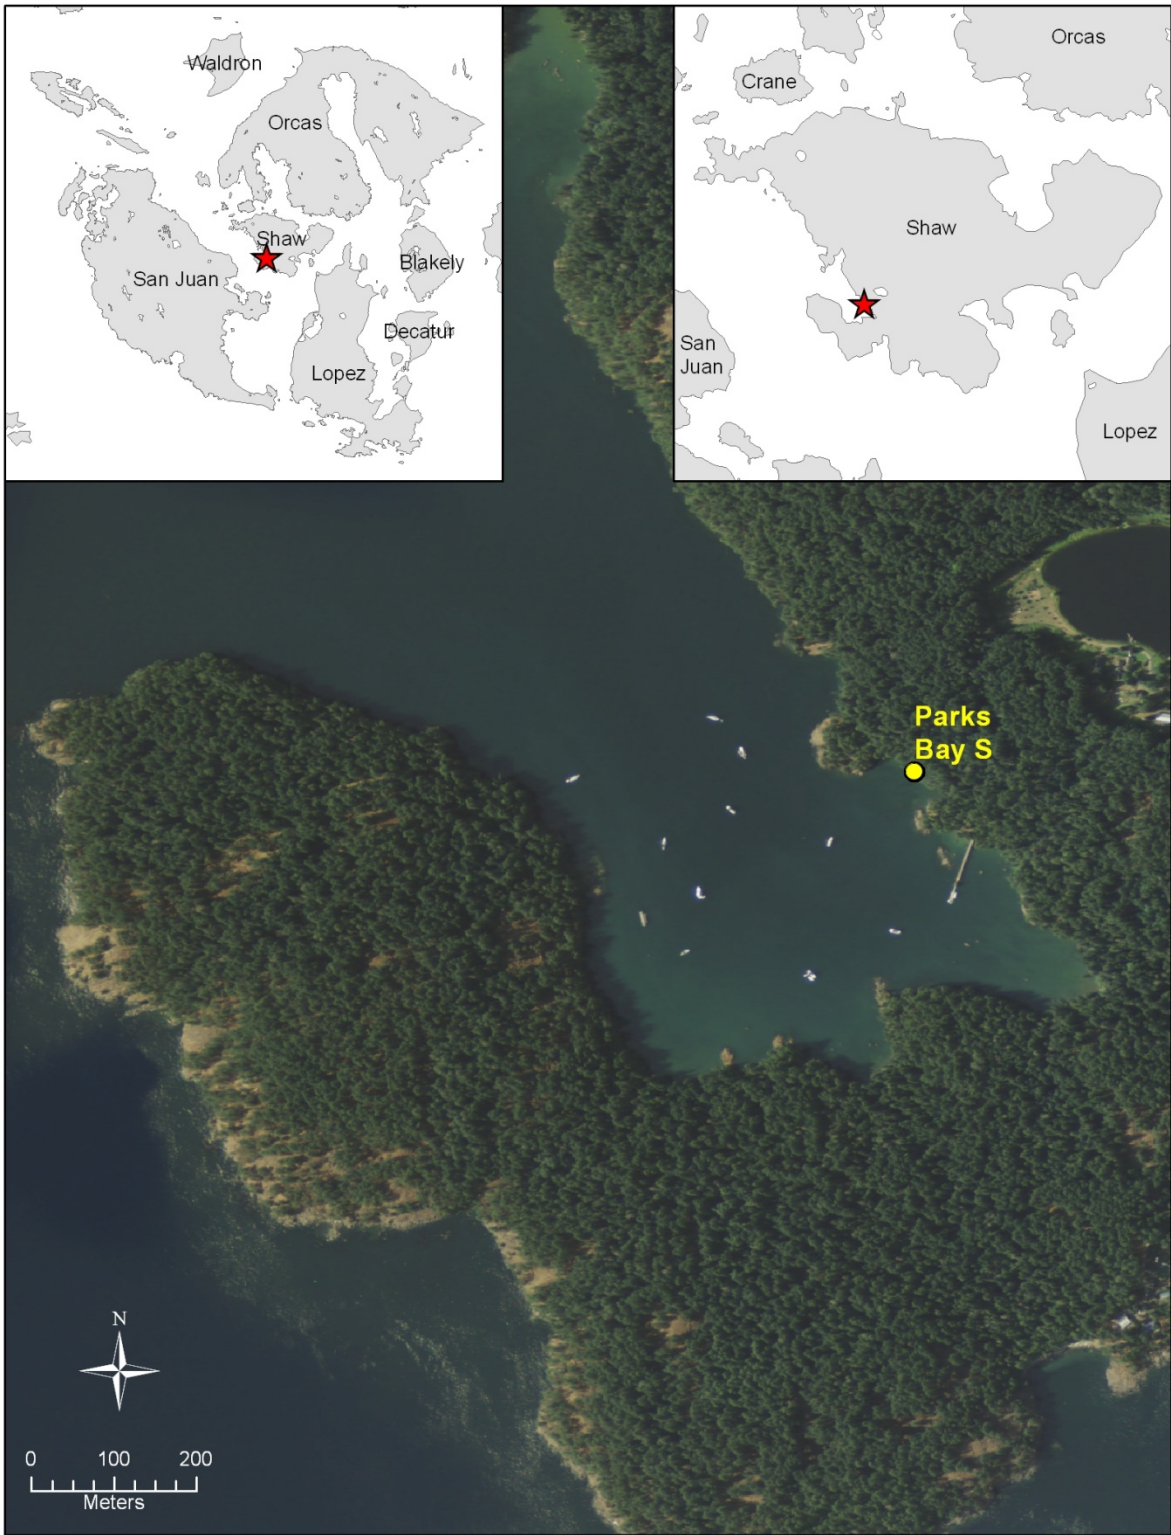 Waldron
Orcas
Shaw
San Juan
Blakely
Decatur
Lopez
Orcas
Crane
Shaw
San
Juan
Lopez
Parks
Bay S
N
0 100 200
Meters